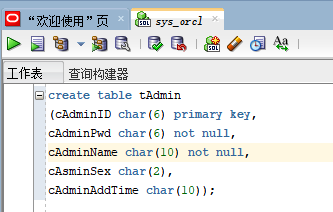 “欢迎使用”页 sys_orcl
SQL
Aa
工作表 查询构建器
create table tAdmin
(cAdminID char(6) primary key,
cAdminPwd char(6) not null,
cAdminName char(10) not null,
cAsminSex char(2),
cAdminAddTime char(10));